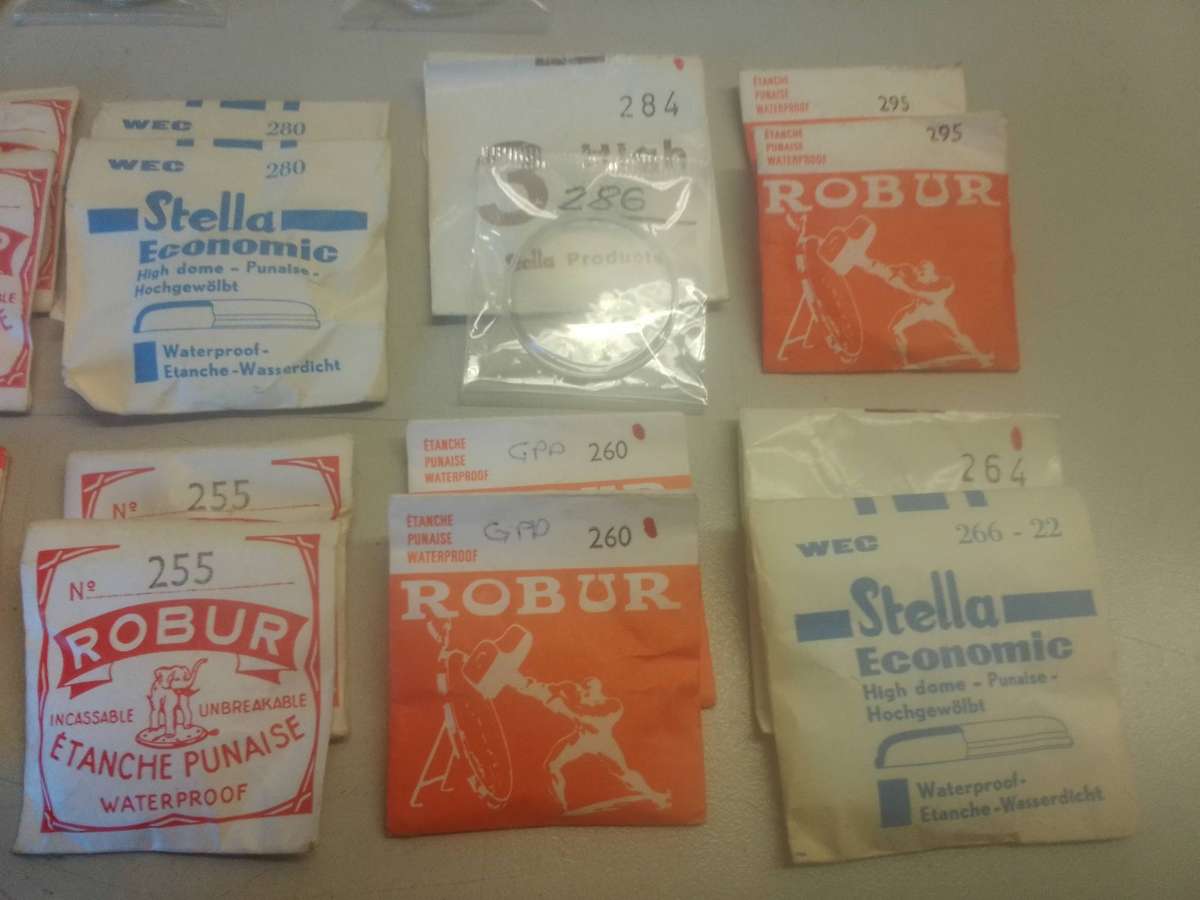 WEC 280
WEC 280
Stella
Economic
High dome - Punaise -
Hochgewölbt
Waterproof-
Etanche-Wasserdicht
284
S High
286
Stella Products
ÉTANCHE
PUNAISE
WATERPROOF
295
ÉTANCHE
PUNAISE
WATERPROOF
295
ROBUR
Nº 255
Nº 255
ROBUR
INCASSABLE UNBREAKABLE
ÉTANCHE PUNAISE
WATERPROOF
ÉTANCHE
PUNAISE
WATERPROOF
GPA 260
ÉTANCHE
PUNAISE
WATERPROOF
GPA 260
ROBUR
264
WEC 266 - 22
Stella
Economic
High dome - Punaise -
Hochgewölbt
Waterproof-
Etanche-Wasserdicht